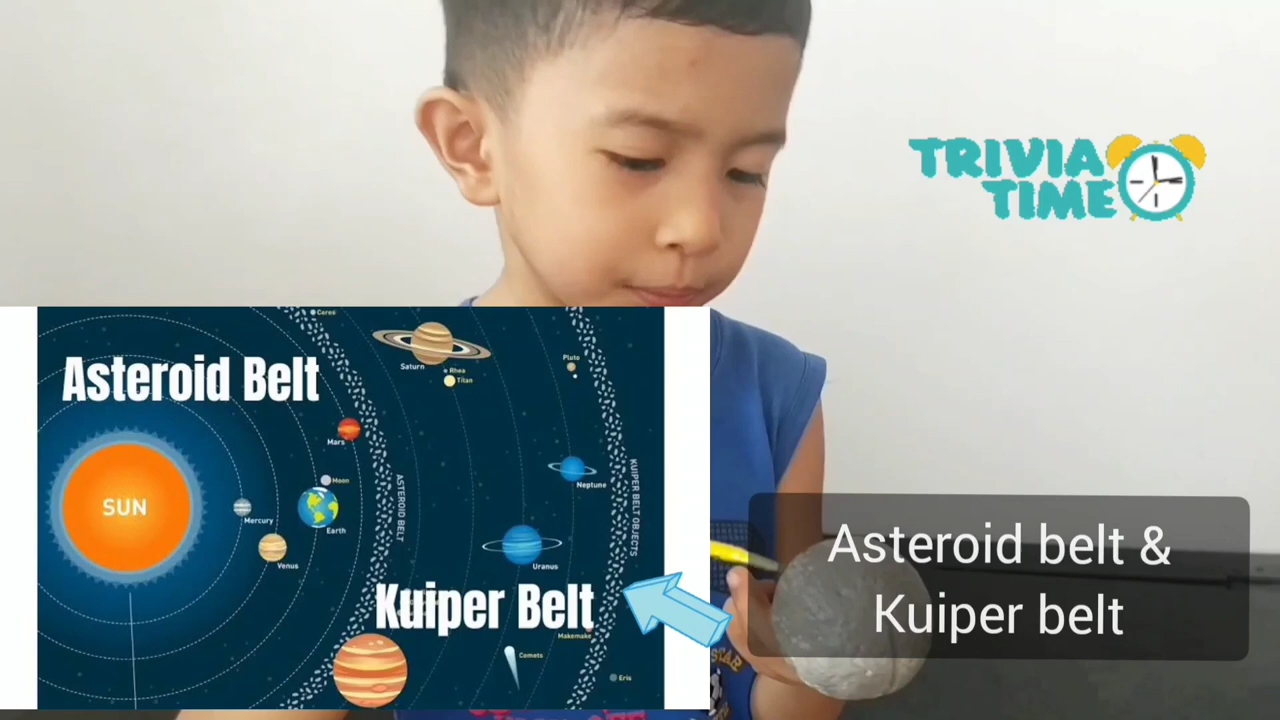 TRIVIA
TIME
Asteroid Belt
Ceres
Saturn
Rhea
Titan
Pluto
Mars
SUN
Moon
Mercury
Earth
Venus
ASTEROID BELT
Neptune
KUIPER BELT OBJECTS
Uranus
Kuiper Belt
Makemake
Comets
Eris
Asteroid belt &
Kuiper belt
STAR